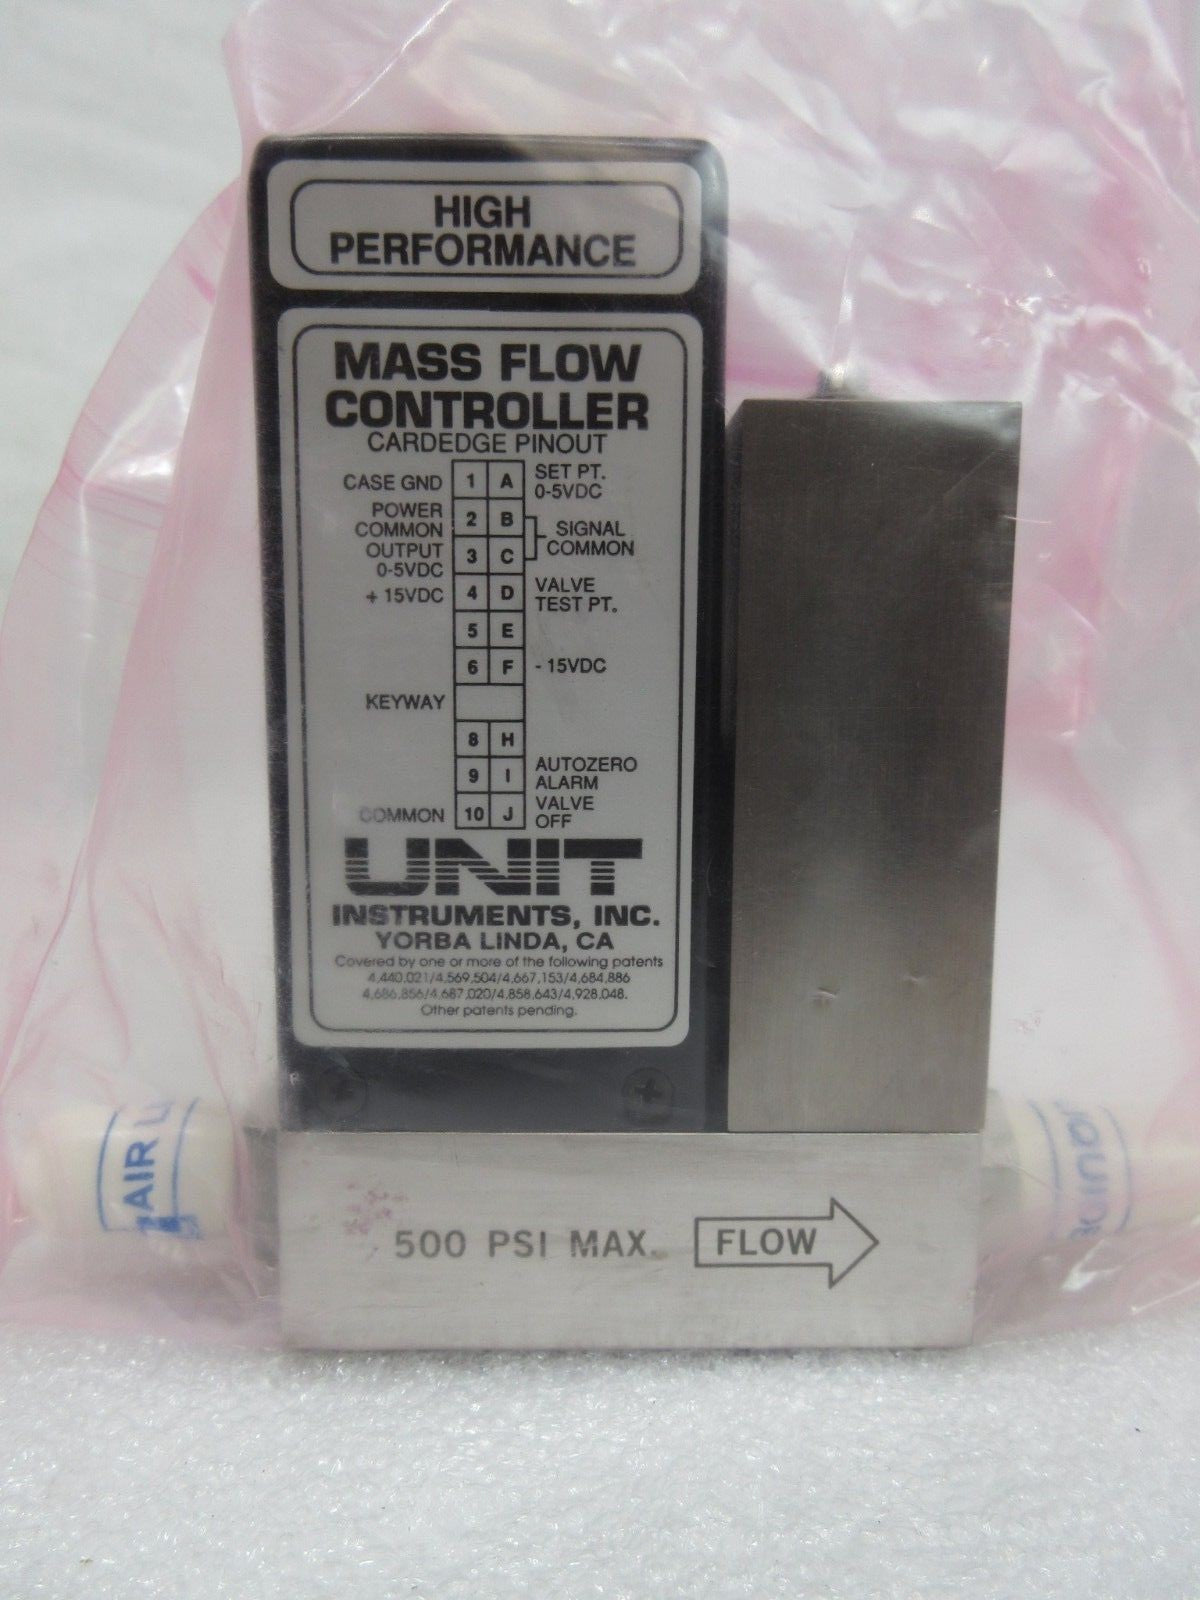 HIGH
PERFORMANCE
MASS FLOW
CONTROLLER
CARDEDGE PINOUT
CASE GND 1 A SET PT.
0-5VDC
POWER
COMMON 2 B SIGNAL
COMMON
OUTPUT
0-5VDC 3 C
+ 15VDC 4 D VALVE
TEST PT.
5 E
6 F - 15VDC
KEYWAY
8 H
9 I AUTOZERO
ALARM
COMMON 10 J VALVE
OFF
UNIT
INSTRUMENTS, INC.
YORBA LINDA, CA
Covered by one or more of the following patents
4,440,021/4,569,504/4,667,153/4,684,886
4,686,856/4,687,020/4,858,643/4,928,048.
Other patents pending.
AIR
500 PSI MAX. FLOW